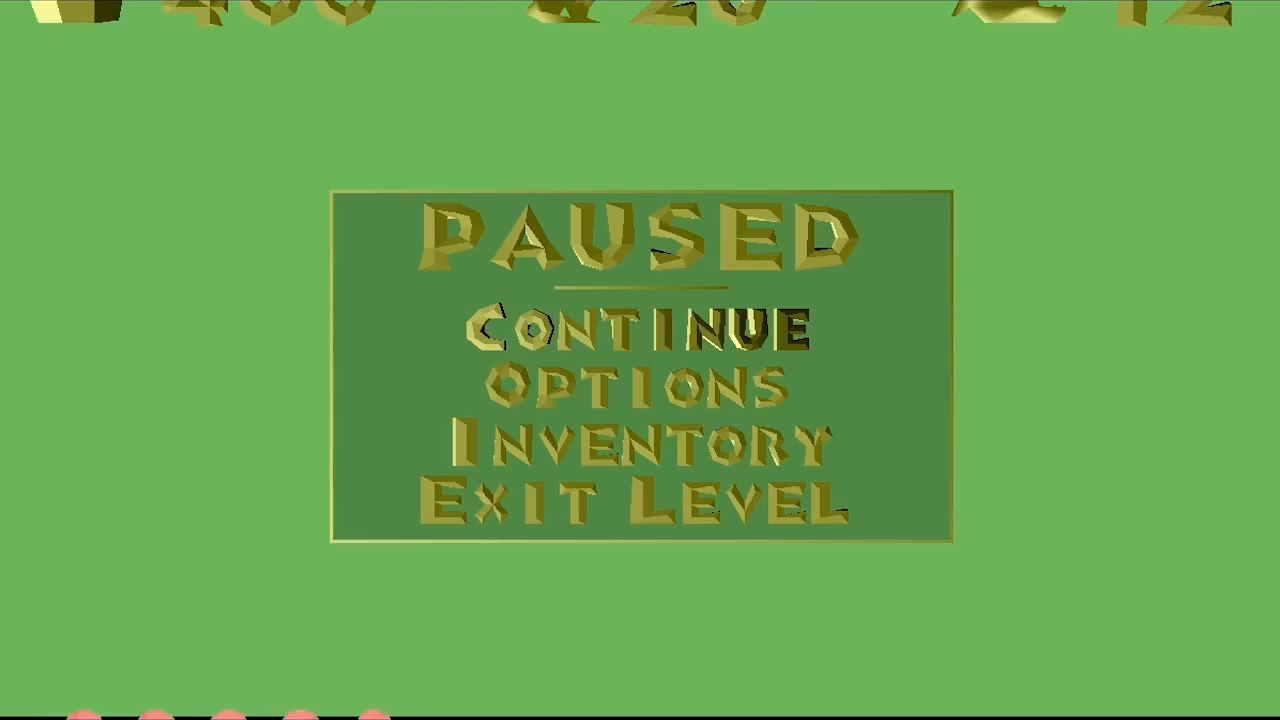 PAUSED
CONTINUE
OPTIONS
INVENTORY
EXIT LEVEL